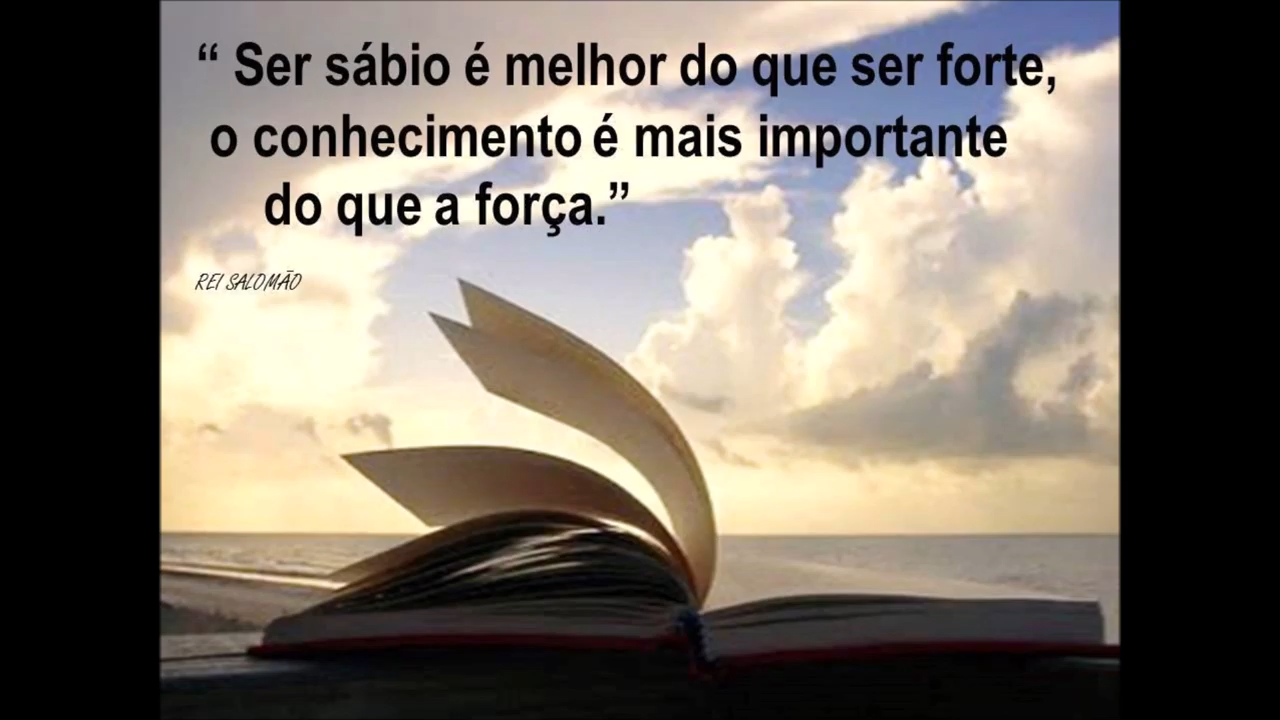 “ Ser sábio é melhor do que ser forte,
o conhecimento é mais importante
do que a força.”
REI SALOMÃO